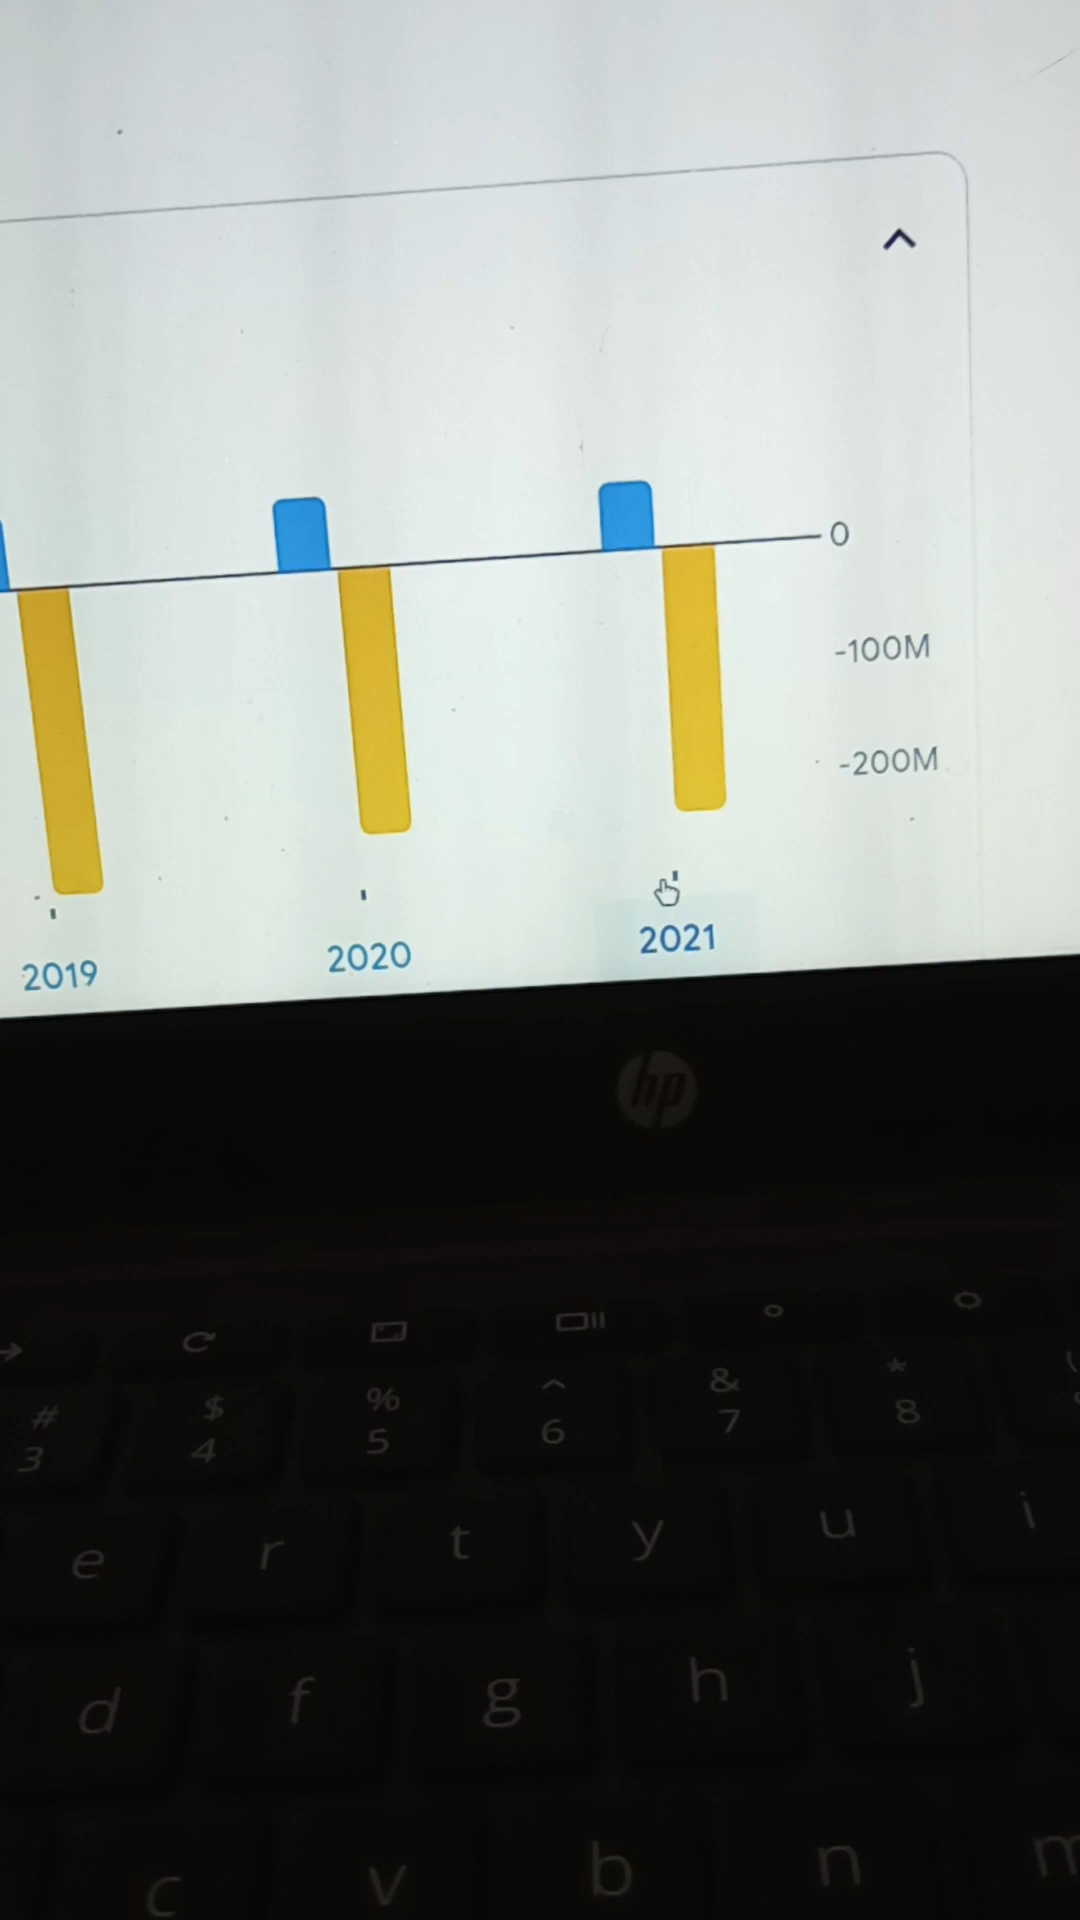 0
-100M
-200M
2019 2020 2021
hp
# $ % ^ & *
3 4 5 6 7 8
e r t y u i
d f g h j
c v b n m